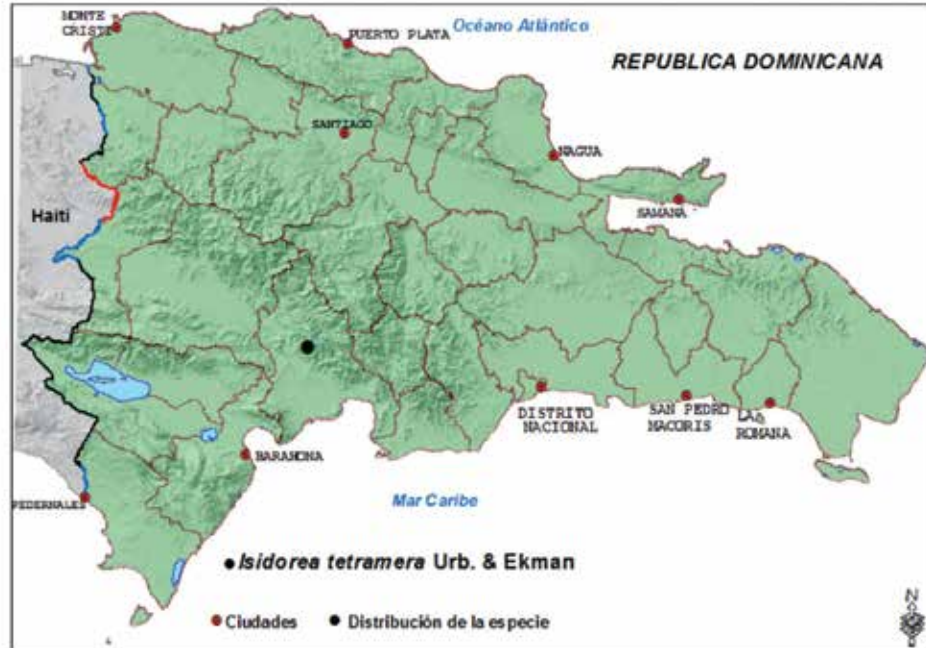 MONTE
CRISTI
PUERTO PLATA
Océano Atlántico
REPUBLICA DOMINICANA
SANTIAGO
NAGUA
SAMANA
Haiti
DISTRITO
NACIONAL
SAN PEDRO
MACORIS
LA
ROMANA
BARAHONA
PEDERNALES
Mar Caribe
Isidorea tetramera Urb. & Ekman
Ciudades
Distribución de la especie